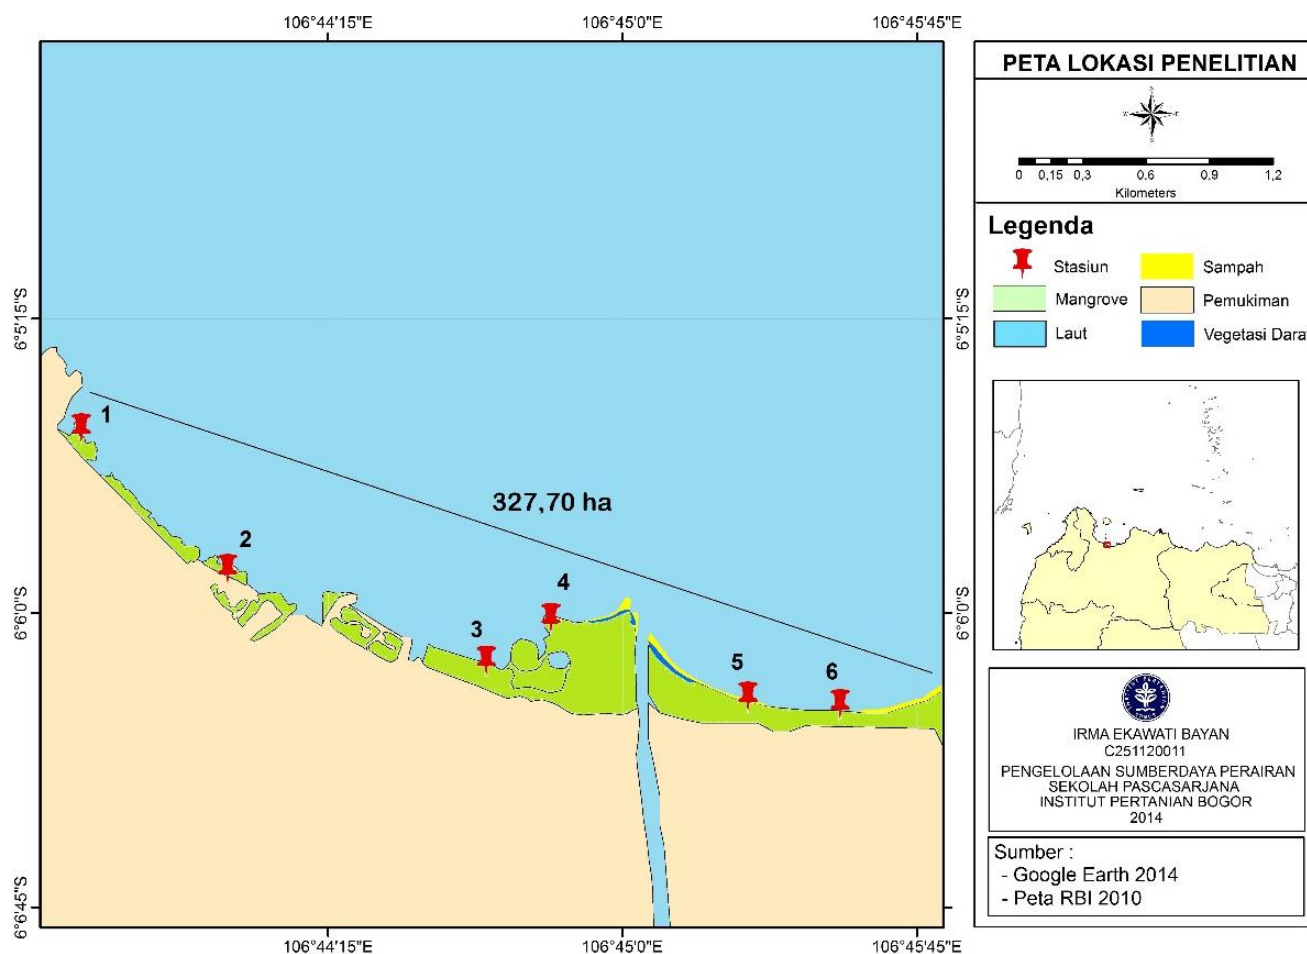 106°44'15"E
106°45'0"E
106°45'45"E
6°5'15"S
6°6'0"S
6°6'45"S
1
2
3
4
5
6
327,70 ha
6°5'15"S
6°6'0"S
6°6'45"S
106°44'15"E
106°45'0"E
106°45'45"E
PETA LOKASI PENELITIAN
0 0,15 0,3 0,6 0,9 1,2
Kilometers
Legenda
Stasiun
Sampah
Mangrove
Pemukiman
Laut
Vegetasi Dara
IRMA EKAWATI BAYAN
C251120011
PENGELOLAAN SUMBERDAYA PERAIRAN
SEKOLAH PASCASARJANA
INSTITUT PERTANIAN BOGOR
2014
Sumber :
- Google Earth 2014
- Peta RBI 2010